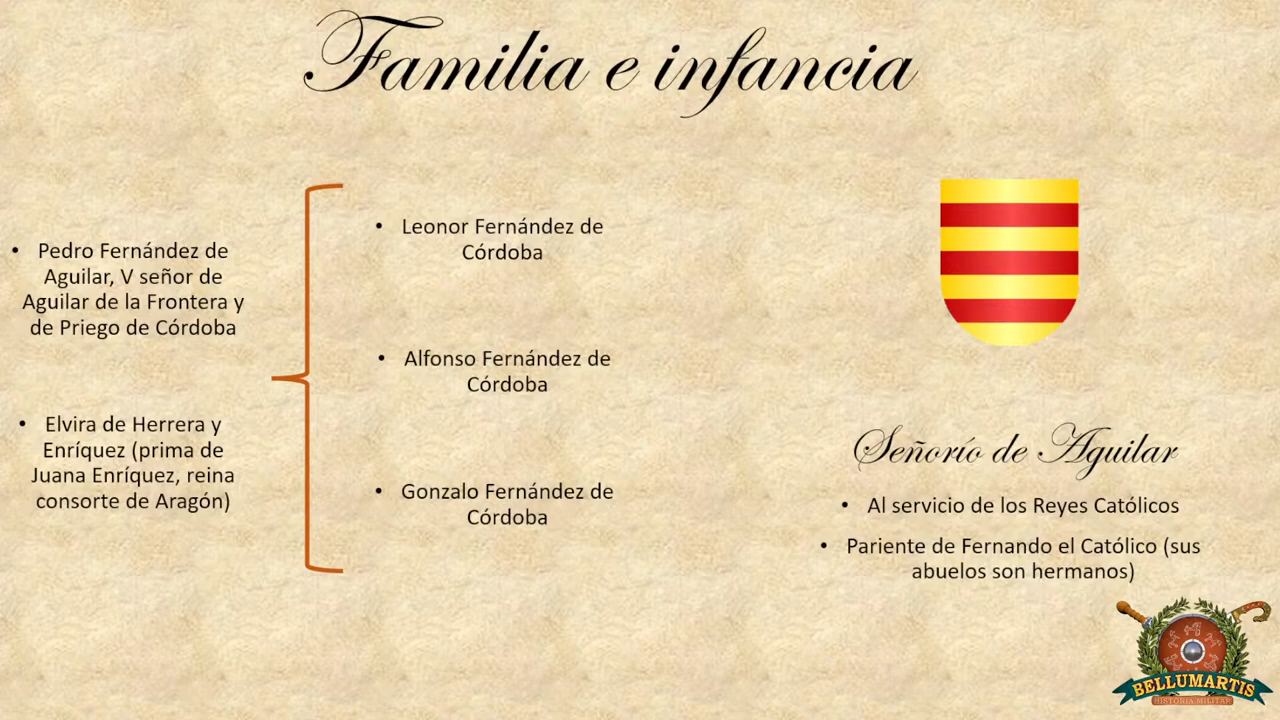 Familia e infancia
• Pedro Fernández de
Aguilar, V señor de
Aguilar de la Frontera y
de Priego de Córdoba
• Elvira de Herrera y
Enríquez (prima de
Juana Enríquez, reina
consorte de Aragón)
• Leonor Fernández de
Córdoba
• Alfonso Fernández de
Córdoba
• Gonzalo Fernández de
Córdoba
Señorío de Aguilar
• Al servicio de los Reyes Católicos
• Pariente de Fernando el Católico (sus
abuelos son hermanos)
BELLUMARTIS
HISTORIA MILITAR